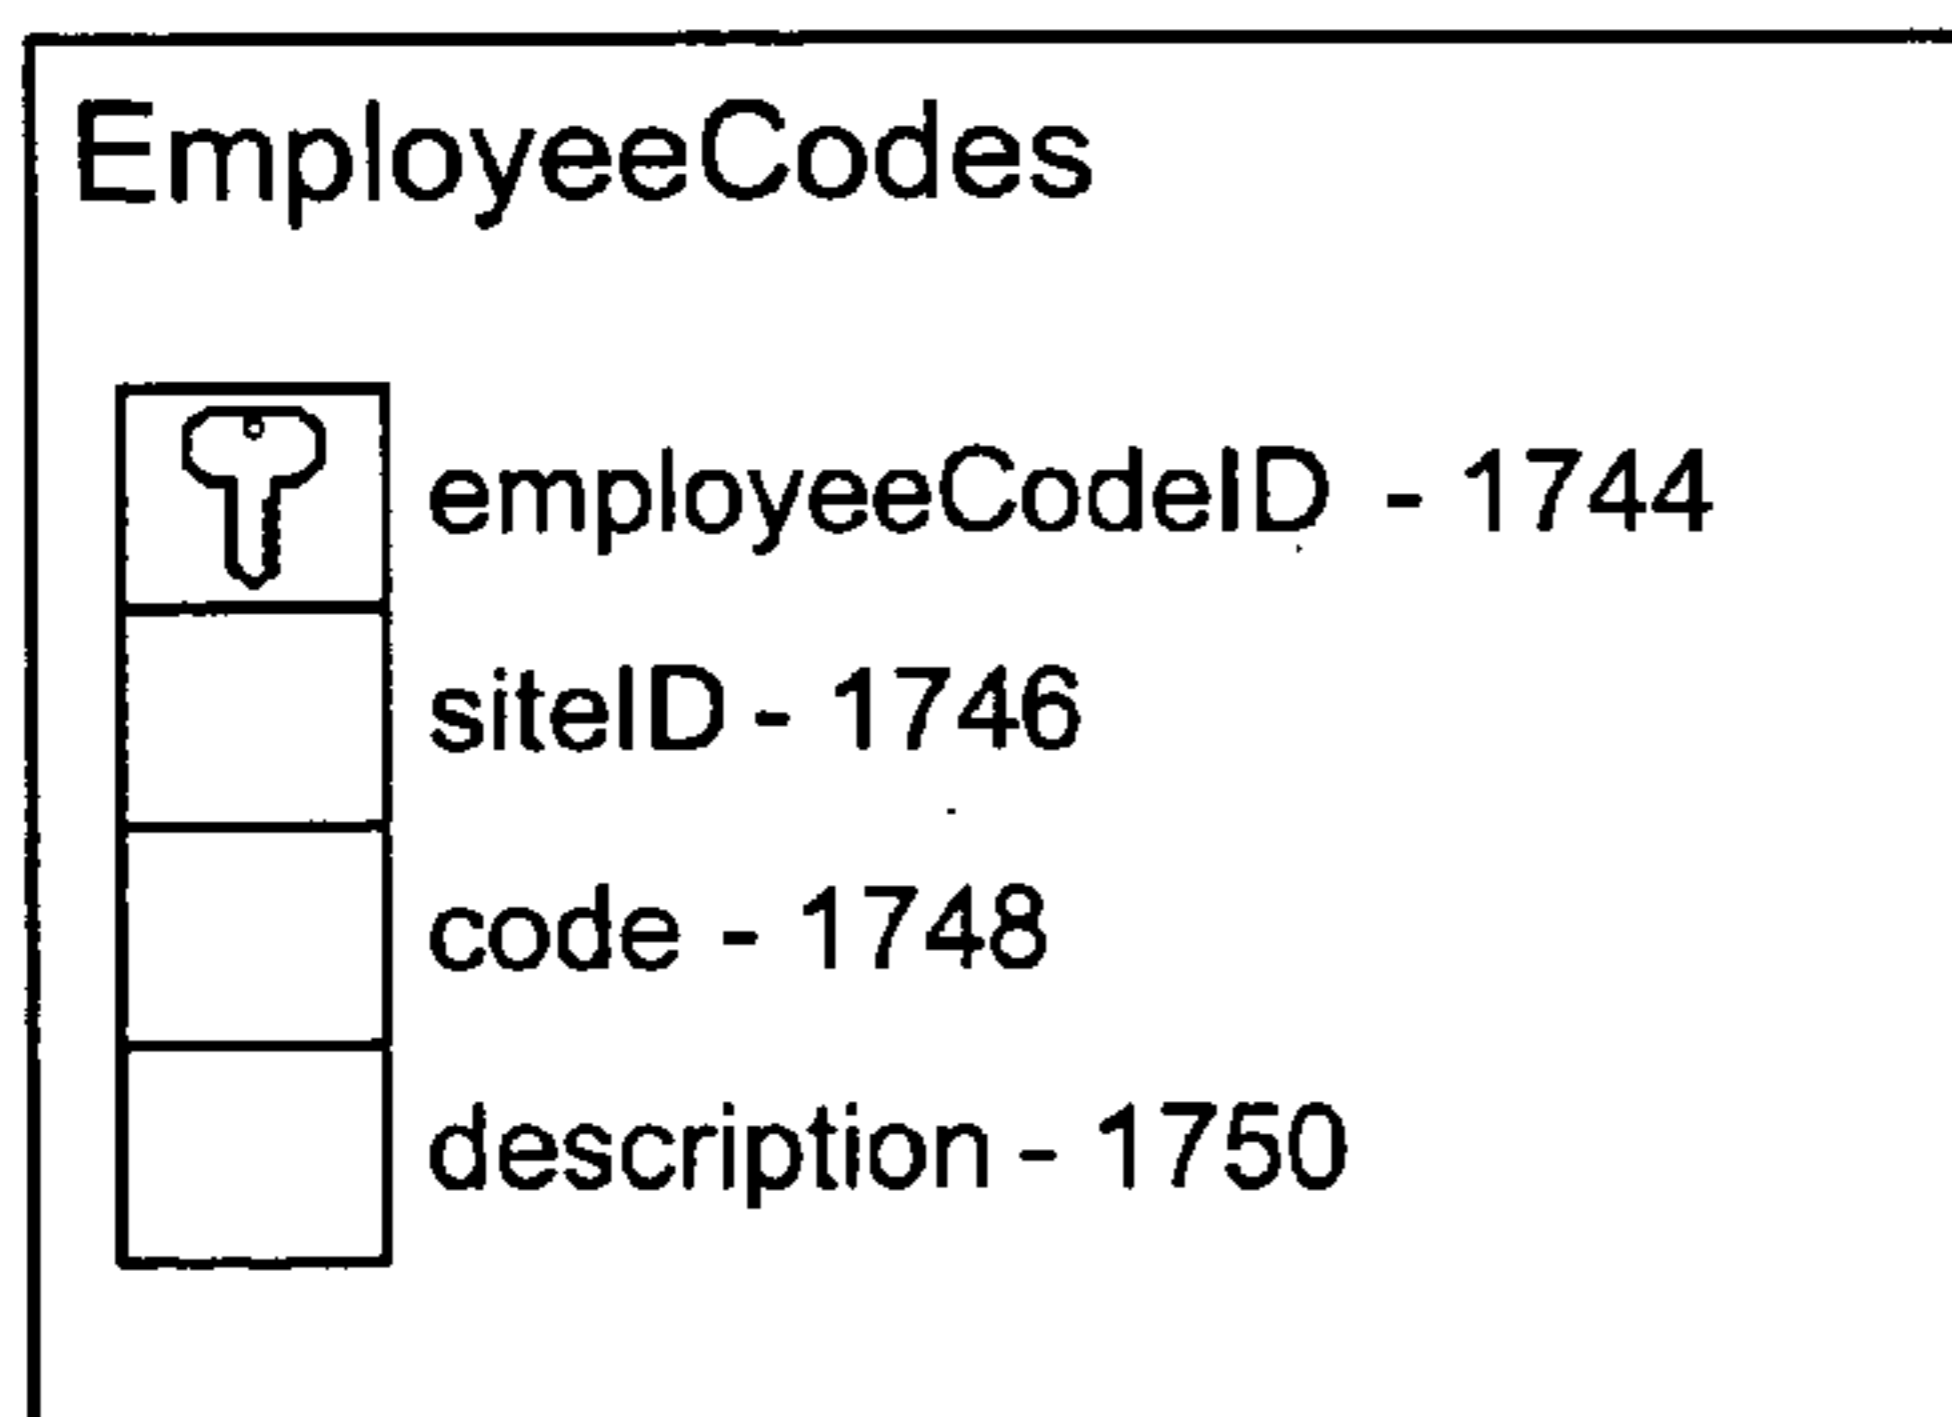 EmployeeCodes
employeeCodeID - 1744
siteID - 1746
code - 1748
description - 1750